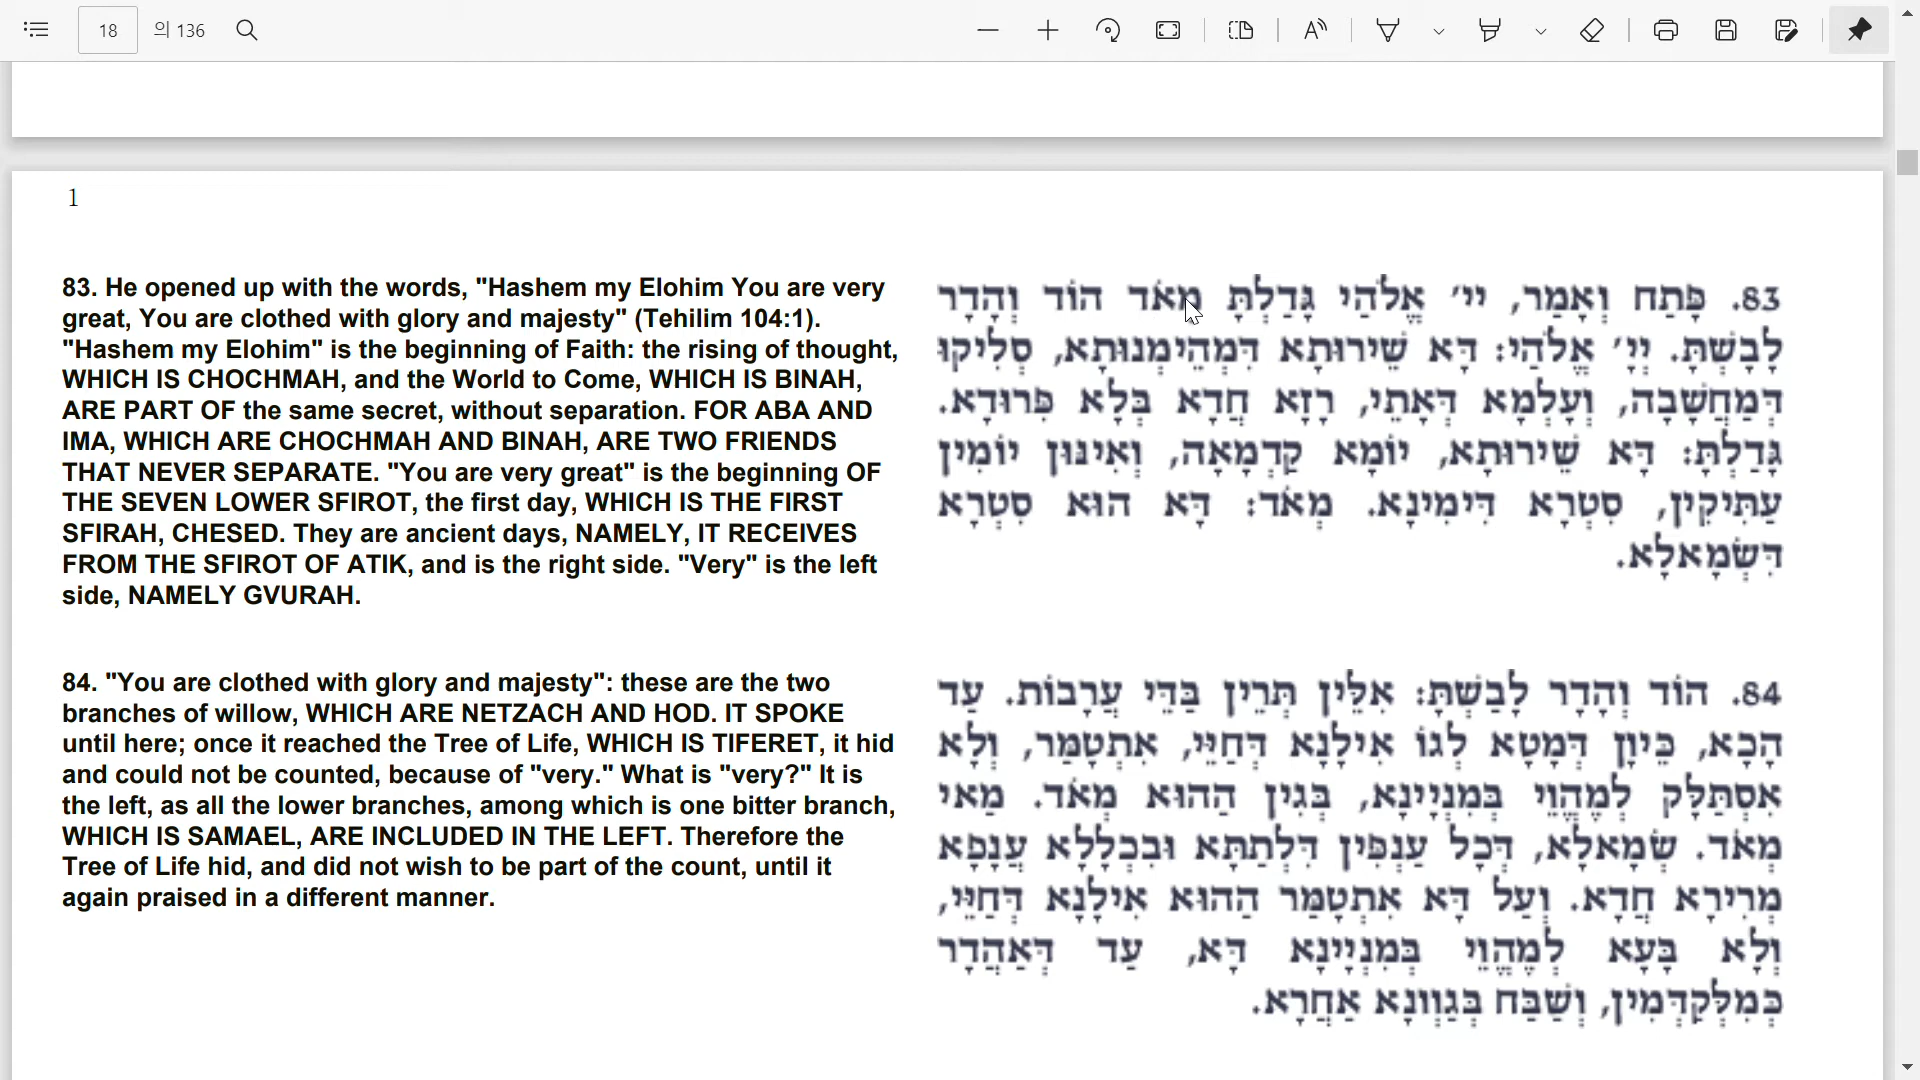 18 의 136
1
83. He opened up with the words, "Hashem my Elohim You are very
great, You are clothed with glory and majesty" (Tehilim 104:1).
"Hashem my Elohim" is the beginning of Faith: the rising of thought,
WHICH IS CHOCHMAH, and the World to Come, WHICH IS BINAH,
ARE PART OF the same secret, without separation. FOR ABA AND
IMA, WHICH ARE CHOCHMAH AND BINAH, ARE TWO FRIENDS
THAT NEVER SEPARATE. "You are very great" is the beginning OF
THE SEVEN LOWER SFIROT, the first day, WHICH IS THE FIRST
SFIRAH, CHESED. They are ancient days, NAMELY, IT RECEIVES
FROM THE SFIROT OF ATIK, and is the right side. "Very" is the left
side, NAMELY GVURAH.
83. פָּתַח וְאָמַר, יי׳ אֱלֹהַי גָּדַלְתָּ מְאֹד הוֹד וְהָדָר
לָבָשְׁתָּ. יְיָ׳ אֱלֹהַי: דָּא שֵׁירוּתָא דִּמְהֵימְנוּתָא, סְלִיקוּ
דְּמַחֲשָׁבָה, וְעָלְמָא דְּאָתֵי, רָזָא חֲדָא בְּלָא פִּרוּדָא.
גָּדַלְתָּ: דָּא שֵׁירוּתָא, יוֹמָא קַדְמָאָה, וְאִינּוּן יוֹמִין
עַתִּיקִין, סִטְרָא דִּימִינָא. מְאֹד: דָּא הוּא סִטְרָא
דִּשְׂמָאלָא.
84. "You are clothed with glory and majesty": these are the two
branches of willow, WHICH ARE NETZACH AND HOD. IT SPOKE
until here; once it reached the Tree of Life, WHICH IS TIFERET, it hid
and could not be counted, because of "very." What is "very?" It is
the left, as all the lower branches, among which is one bitter branch,
WHICH IS SAMAEL, ARE INCLUDED IN THE LEFT. Therefore the
Tree of Life hid, and did not wish to be part of the count, until it
again praised in a different manner.
84. הוֹד וְהָדָר לָבַשְׁתָּ: אִלֵּין תְּרֵין בַּדֵּי עֲרָבוֹת. עַד
הָכָא, כֵּיוָן דְּמָטָא לְגוֹ אִילָנָא דְּחַיֵּי, אִתְטָמַּר, וְלָא
אִסְתַּלָּק לְמֶהֱוֵי בְּמִנְיָינָא, בְּגִין הַהוּא מְאֹד. מַאי
מְאֹד. שְׂמָאלָא, דְּכָל עַנְפִּין דִּלְתַתָּא וּבִכְלָלָא עֲנָפָא
מְרִירָא חֲדָא. וְעַל דָּא אִתְטָמַּר הַהוּא אִילָנָא דְּחַיֵּי,
וְלָא בָּעָא לְמֶהֱוֵי בְּמִנְיָינָא דָּא, עַד דְּאַהֲדָר
כְּמִלְּקַדְּמִין, וְשַׁבַּח בְּגַוְונָא אַחֲרָא.